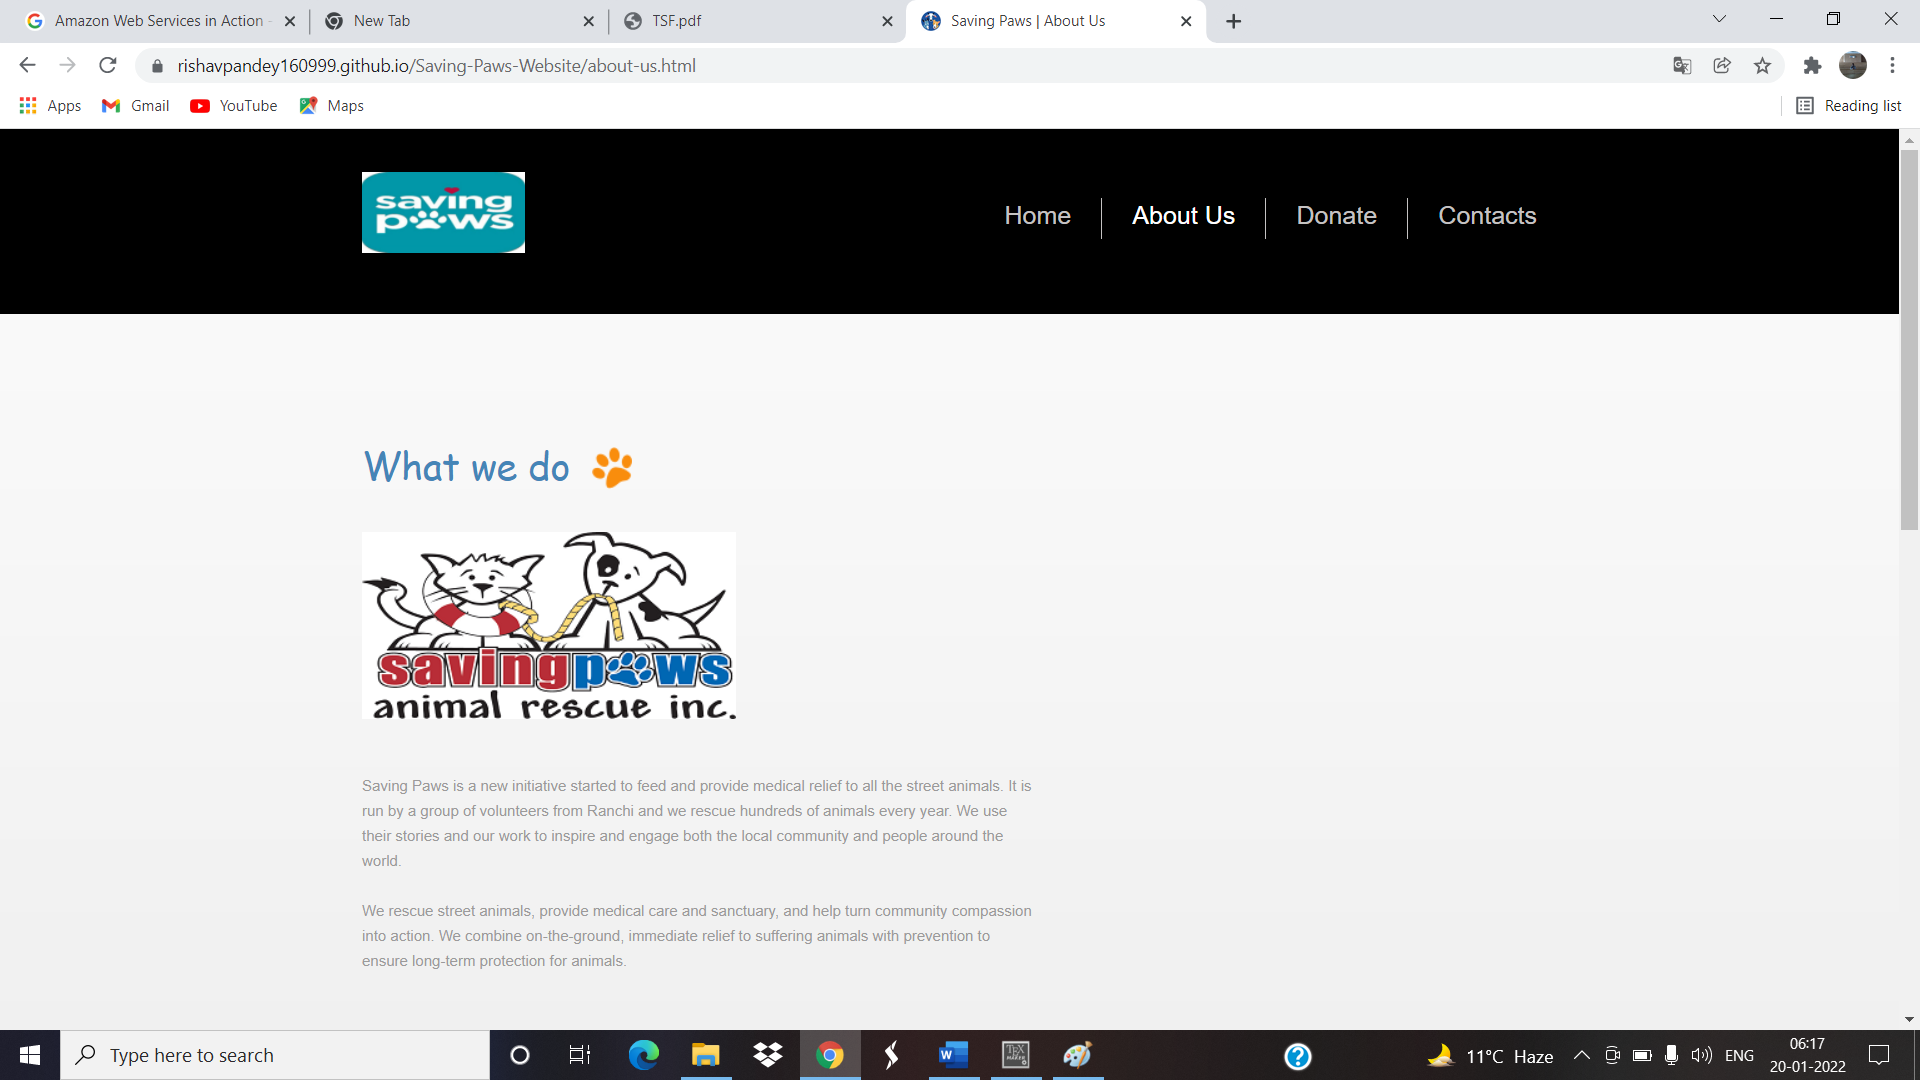 Amazon Web Services in Action -
New Tab
TSF.pdf
Saving Paws | About Us
rishavpandey160999.github.io/Saving-Paws-Website/about-us.html
Apps
Gmail
YouTube
Maps
Reading list
saving
paws
Home
About Us
Donate
Contacts
What we do
savingpaws
animal rescue inc.
Saving Paws is a new initiative started to feed and provide medical relief to all the street animals. It is
run by a group of volunteers from Ranchi and we rescue hundreds of animals every year. We use
their stories and our work to inspire and engage both the local community and people around the
world.
We rescue street animals, provide medical care and sanctuary, and help turn community compassion
into action. We combine on-the-ground, immediate relief to suffering animals with prevention to
ensure long-term protection for animals.
Type here to search
11°C Haze
ENG
06:17
20-01-2022